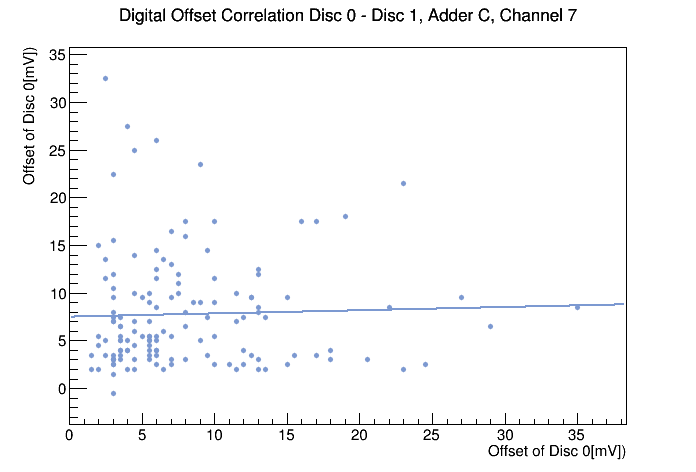 Digital Offset Correlation Disc 0 - Disc 1, Adder C, Channel 7
Offset of Disc 0[mV])
35
30
25
20
15
10
5
0
0 5 10 15 20 25 30 35
Offset of Disc 0[mV])